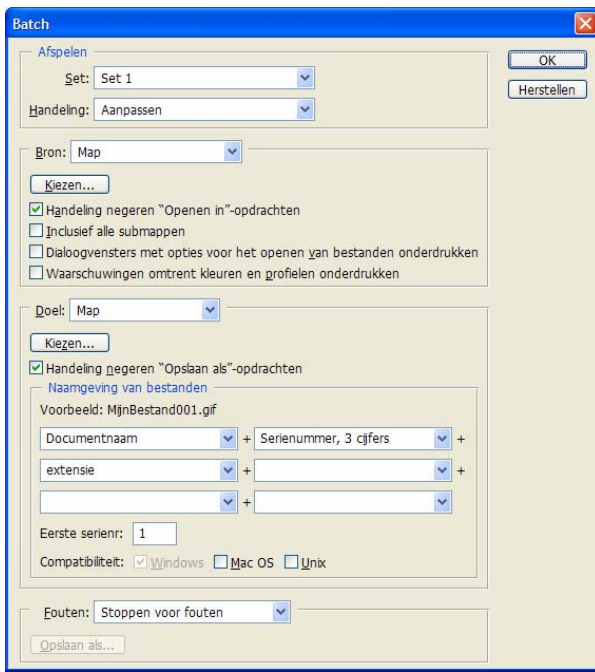 Batch
Afspelen
Set: Set 1
Handeling: Aanpassen
OK
Herstellen
Bron: Map
Kiezen...
Handeling negeren “Openen in”-opdrachten
Inclusief alle submappen
Dialoogvensters met opties voor het openen van bestanden onderdrukken
Waarschuwingen omtrent kleuren en profielen onderdrukken
Doel: Map
Kiezen...
Handeling negeren “Opslaan als”-opdrachten
Naamgeving van bestanden
Voorbeeld: MijnBestand001.gif
Documentnaam + Serienummer, 3 cijfers +
extensie + +
+
Eerste serienr: 1
Compatibiliteit: Windows Mac OS Unix
Fouten: Stoppen voor fouten
Opslaan als...